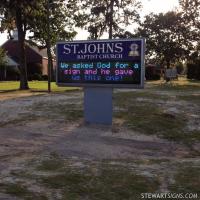 ST.JOHNS
BAPTIST CHURCH
We asked God for a
sign and he gave
us this one!
STEWARTSIGNS.COM